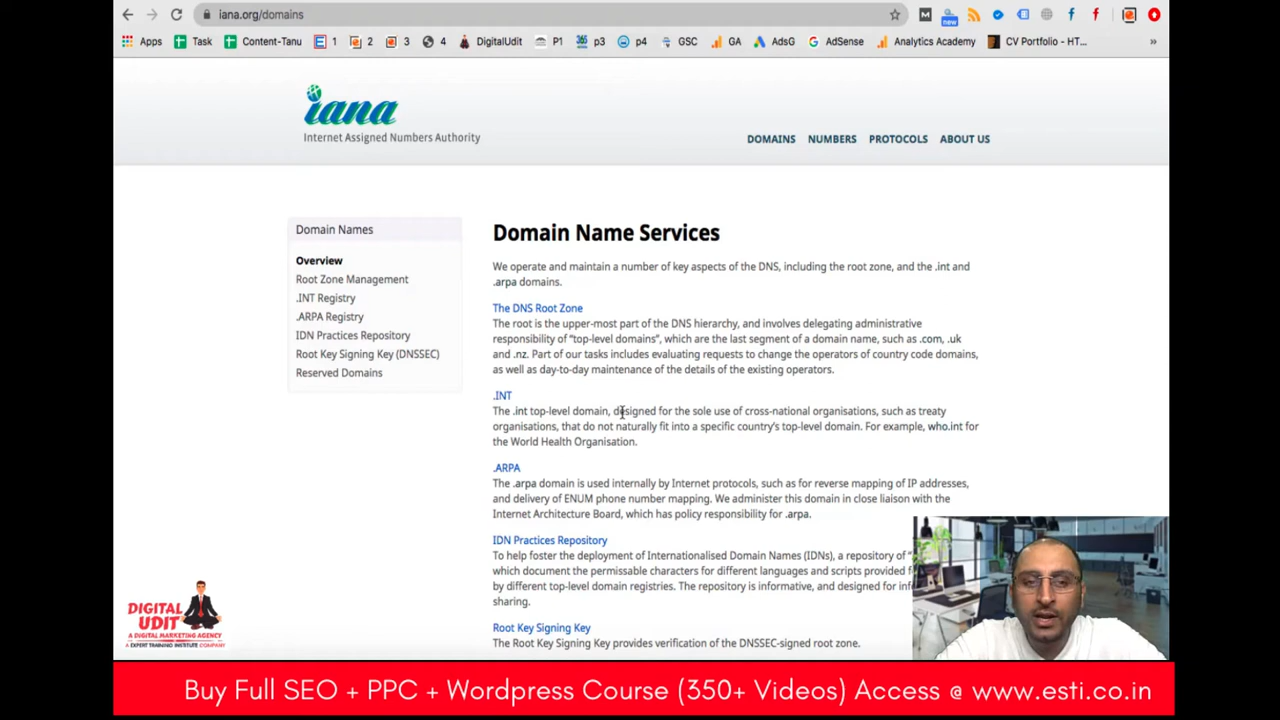 iana.org/domains
new
Apps Task Content-Tanu 1 2 3 4 DigitalUdit P1 p3 p4 GSC GA AdsG AdSense Analytics Academy CV Portfolio - HT... »
iana
Internet Assigned Numbers Authority
DOMAINS NUMBERS PROTOCOLS ABOUT US
Domain Names
Overview
Root Zone Management
.INT Registry
.ARPA Registry
IDN Practices Repository
Root Key Signing Key (DNSSEC)
Reserved Domains
Domain Name Services
We operate and maintain a number of key aspects of the DNS, including the root zone, and the .int and
.arpa domains.
The DNS Root Zone
The root is the upper-most part of the DNS hierarchy, and involves delegating administrative
responsibility of “top-level domains”, which are the last segment of a domain name, such as .com, .uk
and .nz. Part of our tasks includes evaluating requests to change the operators of country code domains,
as well as day-to-day maintenance of the details of the existing operators.
.INT
The .int top-level domain, designed for the sole use of cross-national organisations, such as treaty
organisations, that do not naturally fit into a specific country's top-level domain. For example, who.int for
the World Health Organisation.
.ARPA
The .arpa domain is used internally by Internet protocols, such as for reverse mapping of IP addresses,
and delivery of ENUM phone number mapping. We administer this domain in close liaison with the
Internet Architecture Board, which has policy responsibility for .arpa.
IDN Practices Repository
To help foster the deployment of Internationalised Domain Names (IDNs), a repository of “
which document the permissable characters for different languages and scripts provided f
by different top-level domain registries. The repository is informative, and designed for inf
sharing.
Root Key Signing Key
The Root Key Signing Key provides verification of the DNSSEC-signed root zone.
DIGITAL
UDIT
A DIGITAL MARKETING AGENCY
A EXPERT TRAINING INSTITUTE COMPANY
Buy Full SEO + PPC + Wordpress Course (350+ Videos) Access @ www.esti.co.in